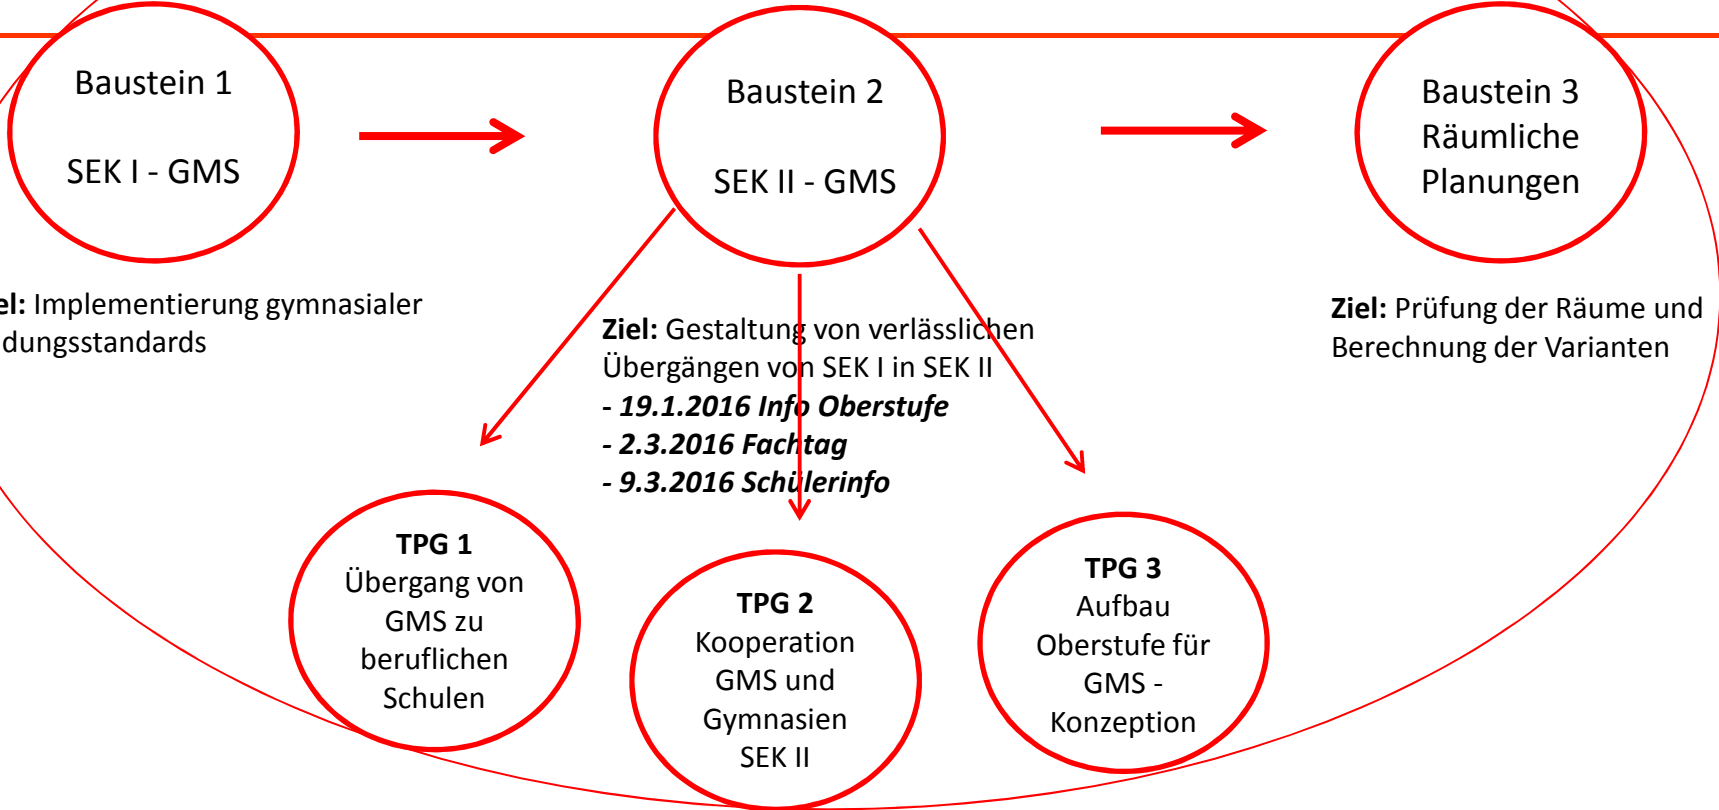 Baustein 1
SEK I - GMS
Baustein 2
SEK II - GMS
Baustein 3
Räumliche
Planungen
el: Implementierung gymnasialer
dungsstandards
Ziel: Gestaltung von verlässlichen
Übergängen von SEK I in SEK II
- 19.1.2016 Info Oberstufe
- 2.3.2016 Fachtag
- 9.3.2016 Schülerinfo
Ziel: Prüfung der Räume und
Berechnung der Varianten
TPG 1
Übergang von
GMS zu
beruflichen
Schulen
TPG 2
Kooperation
GMS und
Gymnasien
SEK II
TPG 3
Aufbau
Oberstufe für
GMS -
Konzeption